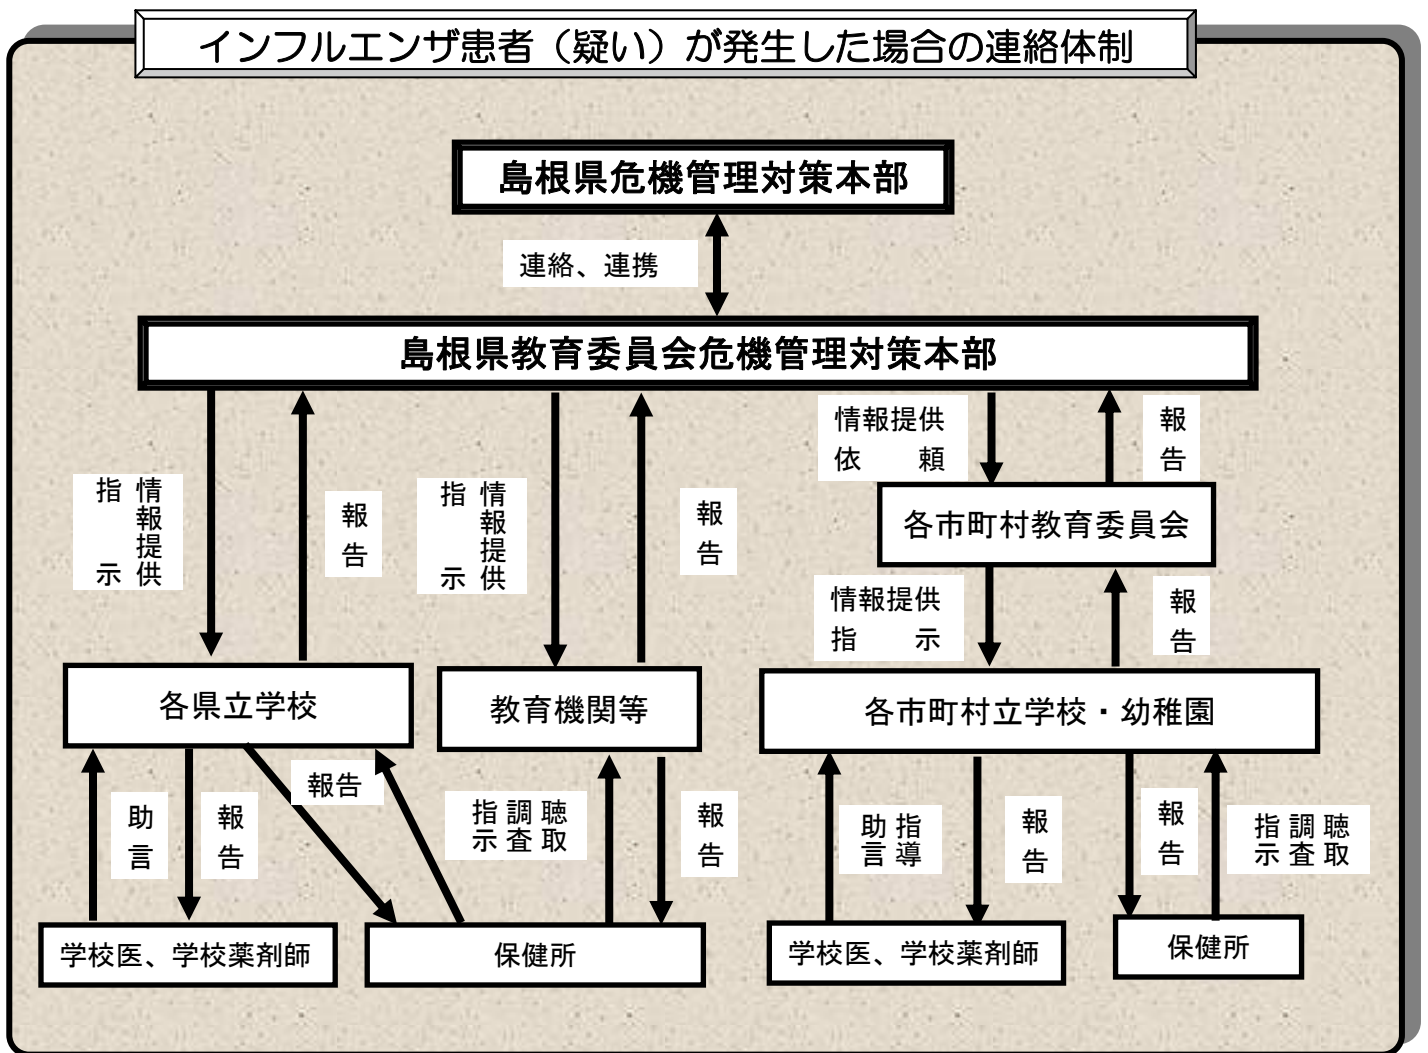 インフルエンザ患者（疑い）が発生した場合の連絡体制
島根県危機管理対策本部
連絡、連携
島根県教育委員会危機管理対策本部
情報提供
指示
報告
情報提供
指示
報告
情報提供
依頼
報告
各市町村教育委員会
情報提供
指示
報告
各県立学校
教育機関等
各市町村立学校・幼稚園
助言
報告
報告
聴取
調査
指示
報告
指導
助言
報告
報告
聴取
調査
指示
学校医、学校薬剤師
保健所
学校医、学校薬剤師
保健所